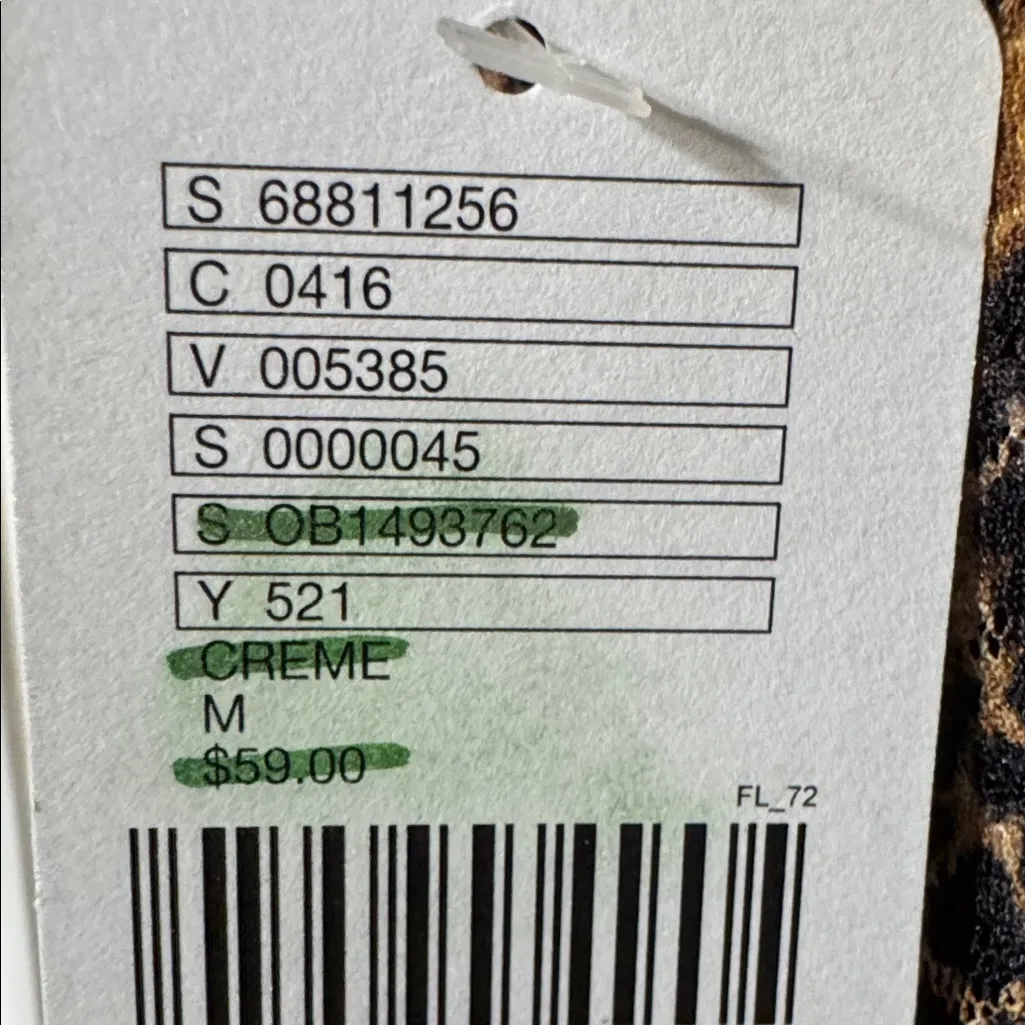 S 68811256
C 0416
V 005385
S 0000045
S OB1493762
Y 521
CREME
M
$59.00
FL_72